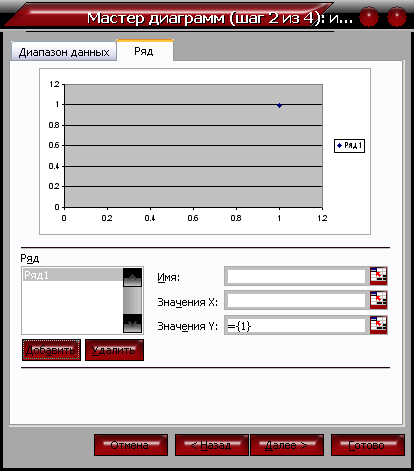 Мастер диаграмм (шаг 2 из 4): и...
Диапазон данных
Ряд
1.2
1
0.8
0.6
0.4
0.2
0
0 0.2 0.4 0.6 0.8 1 1.2
Ряд1
Ряд
Ряд1
Имя:
Значения X:
Значения Y: ={1}
Добавить Удалить
Отмена < Назад Далее > Готово